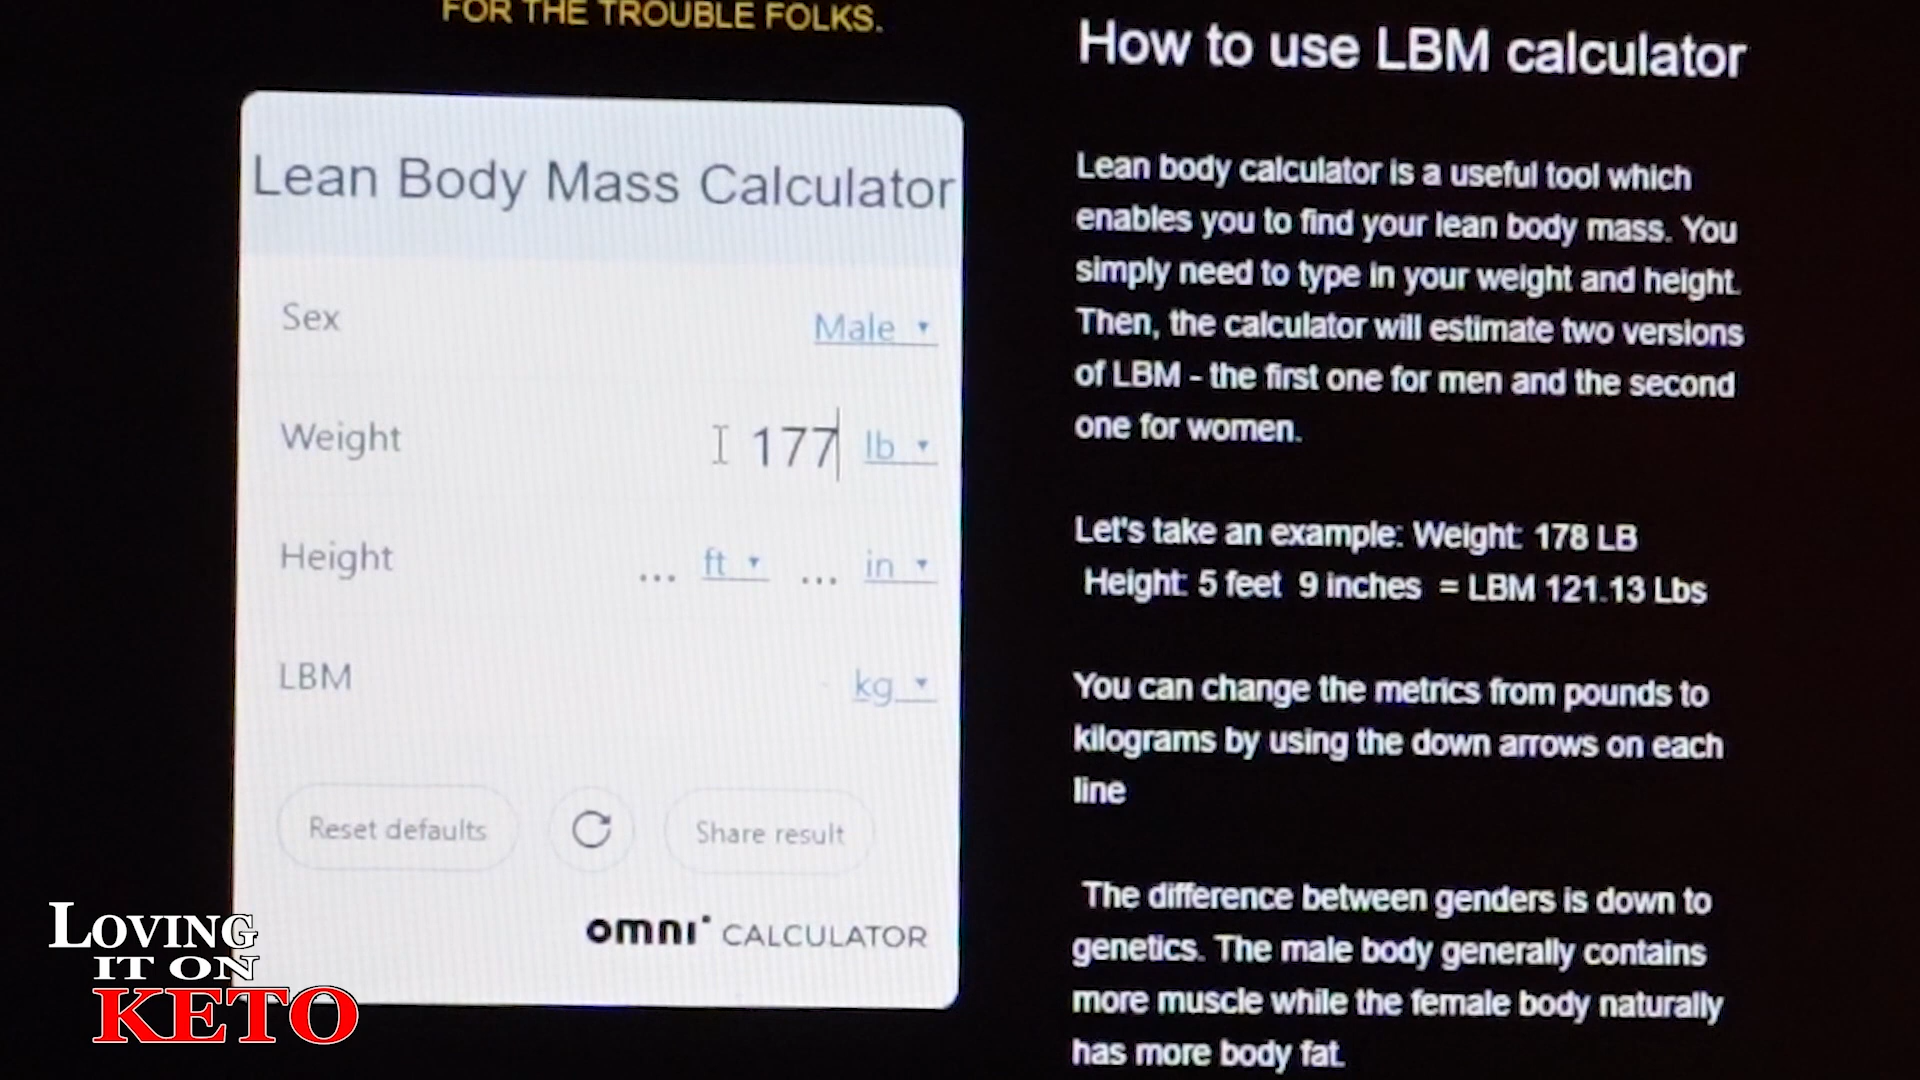 FOR THE TROUBLE FOLKS.
Lean Body Mass Calculator
Sex
Male
Weight
177 lb
Height
... ft ... in
LBM
kg
Reset defaults
Share result
omni CALCULATOR
How to use LBM calculator
Lean body calculator is a useful tool which
enables you to find your lean body mass. You
simply need to type in your weight and height.
Then, the calculator will estimate two versions
of LBM - the first one for men and the second
one for women.
Let's take an example: Weight: 178 LB
Height: 5 feet 9 inches = LBM 121.13 Lbs
You can change the metrics from pounds to
kilograms by using the down arrows on each
line
The difference between genders is down to
genetics. The male body generally contains
more muscle while the female body naturally
has more body fat.
LOVING
IT ON
KETO